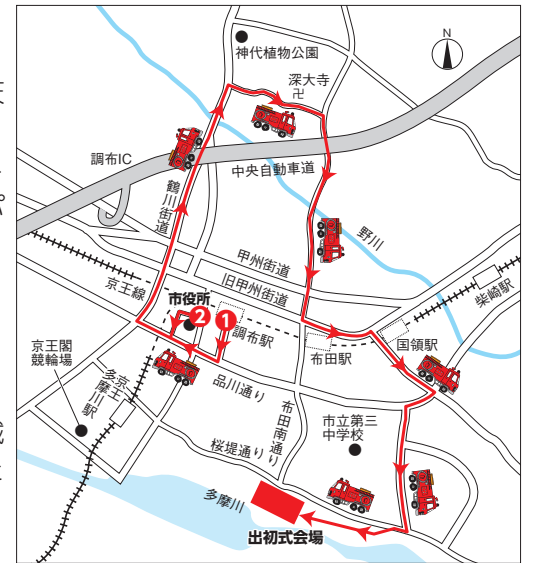 神代植物公園
N
深大寺
卍
調布IC
中央自動車道
鶴川街道
野川
甲州街道
旧甲州街道
京王線
市役所
2
1
調布駅
柴崎駅
国領駅
布田駅
京王閣
競輪場
京王
多摩川駅
品川通り
布田南通り
市立第三
中学校
桜堤通り
多摩川
出初式会場